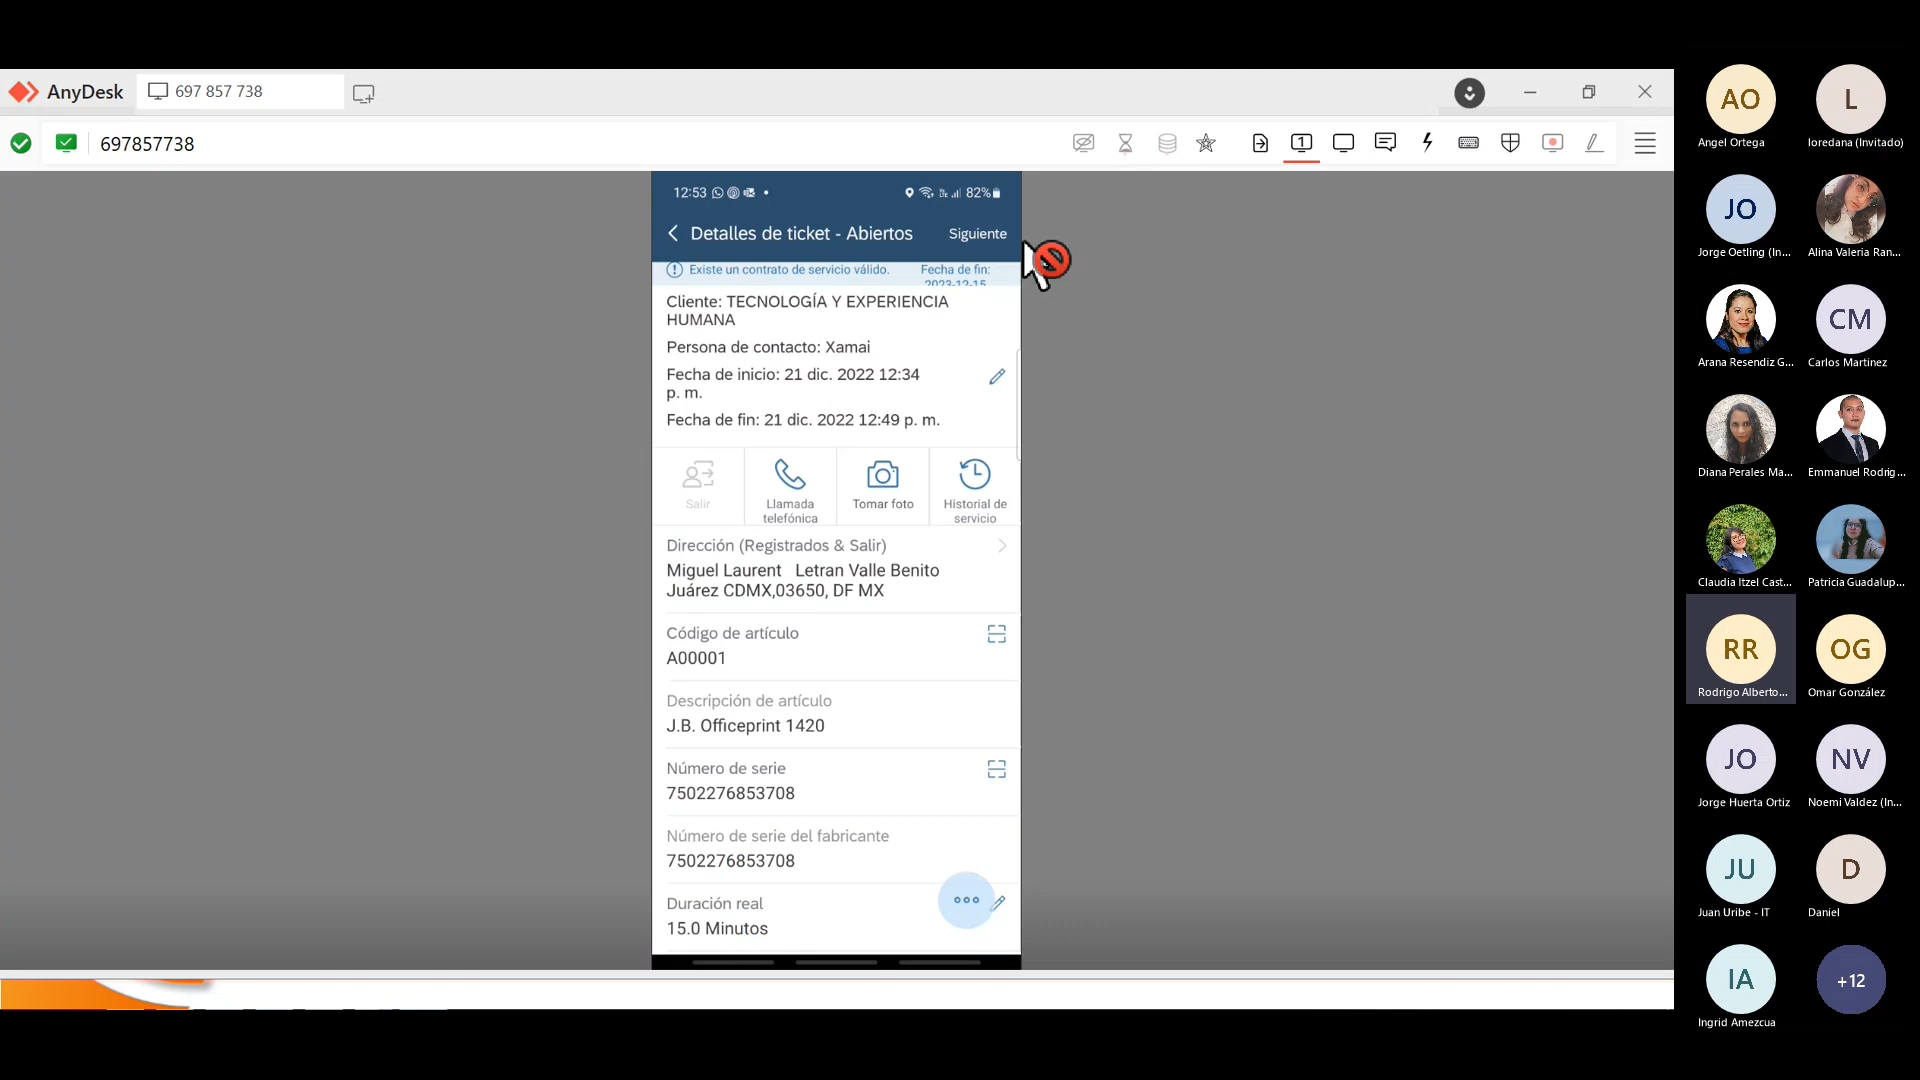 AnyDesk
697 857 738
697857738
1
12:53
82%
Detalles de ticket - Abiertos
Siguiente
Existe un contrato de servicio válido.
Fecha de fin:
2023-12-15
Cliente: TECNOLOGÍA Y EXPERIENCIA
HUMANA
Persona de contacto: Xamai
Fecha de inicio: 21 dic. 2022 12:34
p. m.
Fecha de fin: 21 dic. 2022 12:49 p. m.
Salir
Llamada
telefónica
Tomar foto
Historial de
servicio
Dirección (Registrados & Salir)
Miguel Laurent Letran Valle Benito
Juárez CDMX,03650, DF MX
Código de artículo
A00001
Descripción de artículo
J.B. Officeprint 1420
Número de serie
7502276853708
Número de serie del fabricante
7502276853708
Duración real
15.0 Minutos
AO
Angel Ortega
L
loredana (Invitado)
JO
Jorge Oetling (In...
Alina Valeria Ran...
Arana Resendiz G...
CM
Carlos Martinez
Diana Perales Ma...
Emmanuel Rodrig...
Claudia Itzel Cast...
Patricia Guadalup...
RR
Rodrigo Alberto...
OG
Omar González
JO
Jorge Huerta Ortiz
NV
Noemi Valdez (In...
JU
Juan Uribe - IT
D
Daniel
IA
Ingrid Amezcua
+12